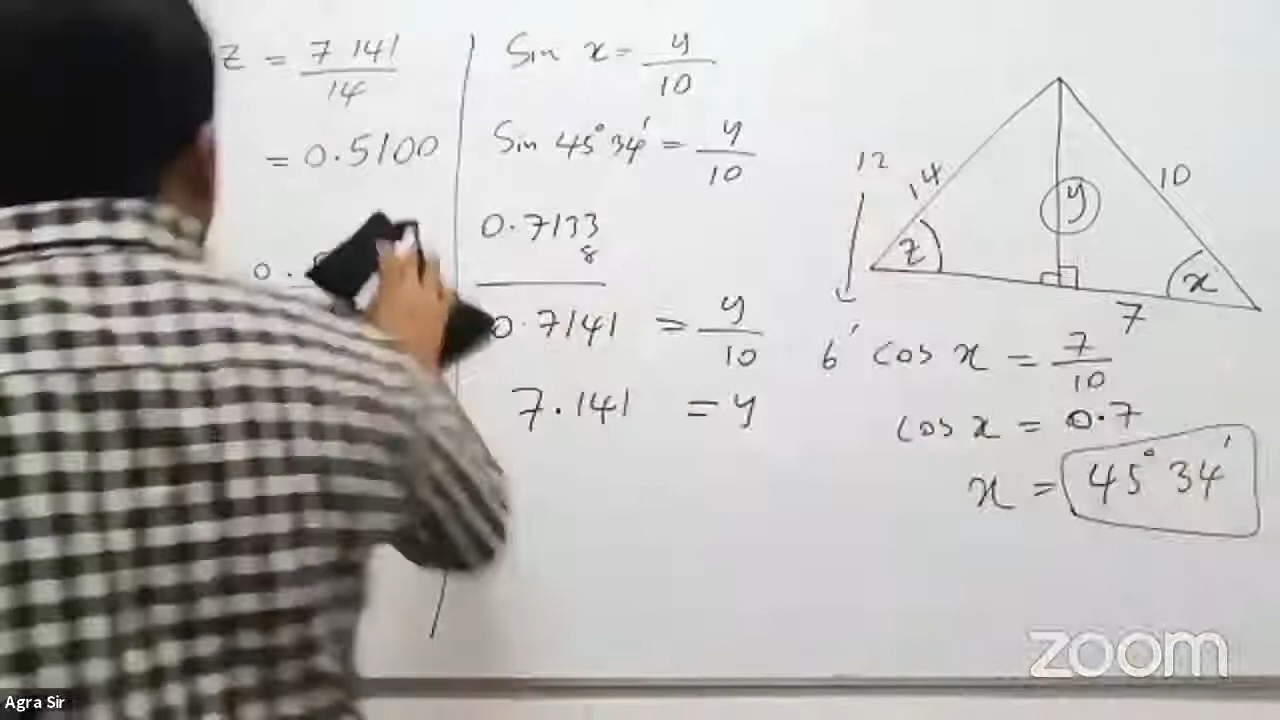 z = 7 141 / 14
= 0.5100
0.
Sin x = y / 10
Sin 45° 34' = y / 10
0.7133
8
0.7141 = y / 10
7.141 = y
12
14
10
y
z
x
7
6' cos x = 7 / 10
cos x = 0.7
x = 45° 34'
zoom
Agra Sir